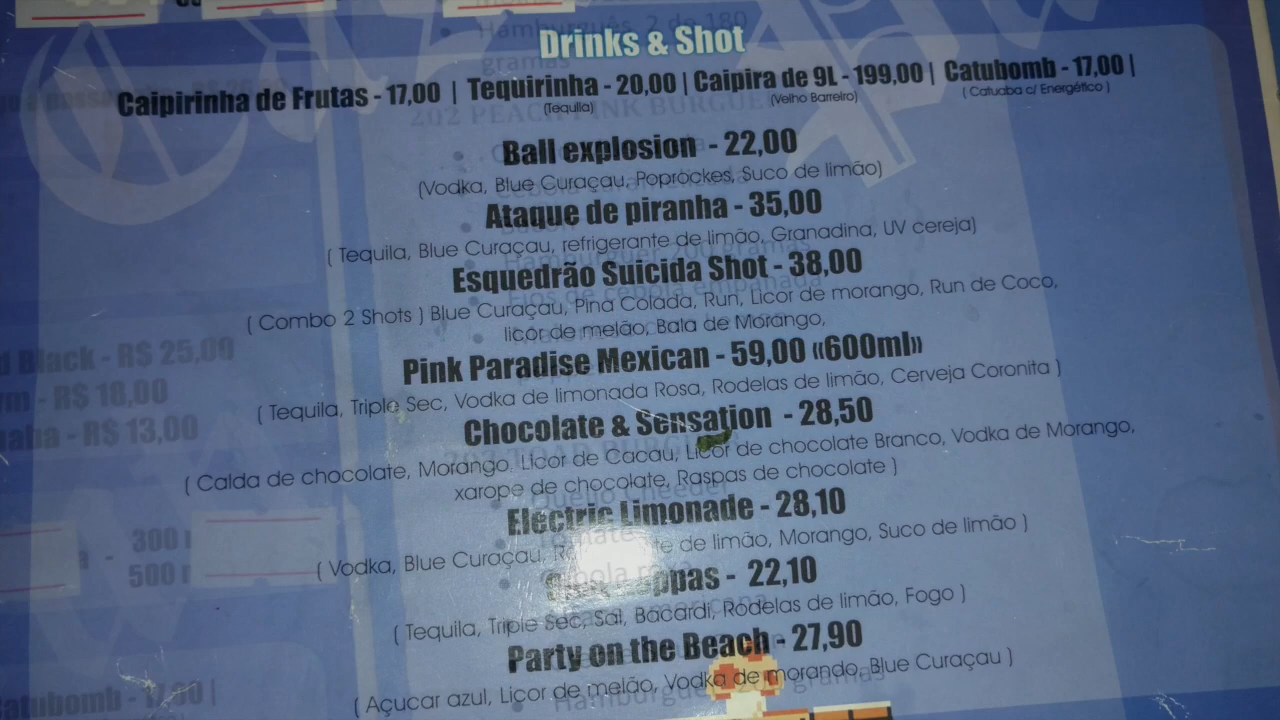 Drinks & Shot
Caipirinha de Frutas - 17,00 | Tequirinha - 20,00 | Caipira de 9L - 199,00 | Catubomb - 17,00 |
(Tequila) (Velho Barreiro) ( Catuaba c/ Energético )
Ball explosion - 22,00
(Vodka, Blue Curaçau, Poprockes, Suco de limão)
Ataque de piranha - 35,00
( Tequila, Blue Curaçau, refrigerante de limão, Granadina, UV cereja)
Esquedrão Suicida Shot - 38,00
( Combo 2 Shots ) Blue Curaçau, Pina Colada, Run, Licor de morango, Run de Coco,
licor de melão, Bala de Morango,
Pink Paradise Mexican - 59,00 «600ml»
( Tequila, Triple Sec, Vodka de limonada Rosa, Rodelas de limão, Cerveja Coronita )
Chocolate & Sensation - 28,50
( Calda de chocolate, Morango, Licor de Cacau, Licor de chocolate Branco, Vodka de Morango,
xarope de chocolate, Raspas de chocolate )
Electric Limonade - 28,10
( Vodka, Blue Curaçau, de limão, Morango, Suco de limão )
- 22,10
( Tequila, Triple Sec, Sal, Bacardi, Rodelas de limão, Fogo )
Party on the Beach - 27,90
( Açucar azul, Licor de melão, Vodka de morando, Blue Curaçau )
Black - R$ 25,00
- R$ 18,00
- R$ 13,00
- 300
500
Catubomb - 17,00 |